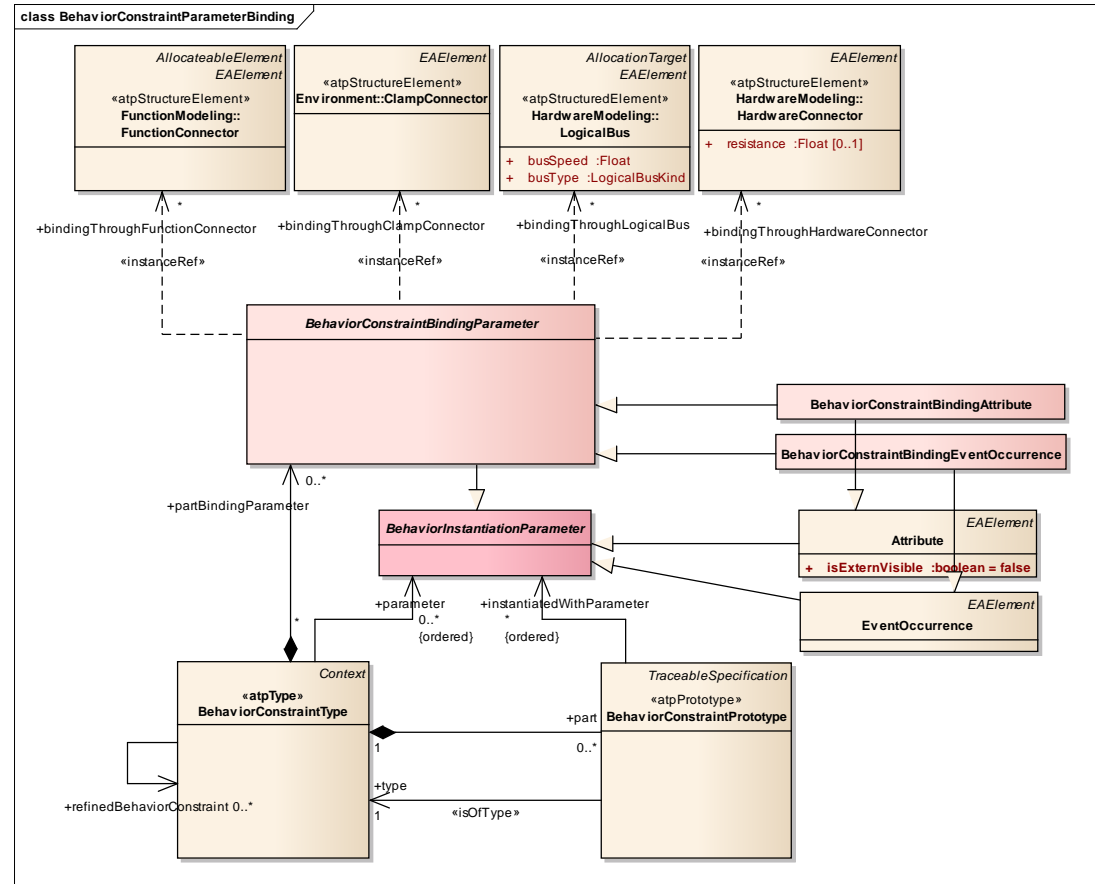 class BehaviorConstraintParameterBinding
AllocateableElement
EAElement
«atpStructureElement»
FunctionModeling::
FunctionConnector
EAElement
«atpStructureElement»
Environment::ClampConnector
AllocationTarget
EAElement
«atpStructuredElement»
HardwareModeling::
LogicalBus
+ busSpeed :Float
+ busType :LogicalBusKind
EAElement
«atpStructureElement»
HardwareModeling::
HardwareConnector
+ resistance :Float [0..1]
*
+bindingThroughFunctionConnector
«instanceRef»
*
+bindingThroughClampConnector
«instanceRef»
*
+bindingThroughLogicalBus
«instanceRef»
*
+bindingThroughHardwareConnector
«instanceRef»
BehaviorConstraintBindingParameter
BehaviorConstraintBindingAttribute
BehaviorConstraintBindingEventOccurrence
0..*
+partBindingParameter
BehaviorInstantiationParameter
EAElement
Attribute
+ isExternVisible :boolean = false
EAElement
EventOccurrence
+parameter
0..*
{ordered}
+instantiatedWithParameter
*
{ordered}
*
Context
«atpType»
BehaviorConstraintType
TraceableSpecification
«atpPrototype»
BehaviorConstraintPrototype
+part
1
0..*
+refinedBehaviorConstraint 0..*
+type
1
«isOfType»